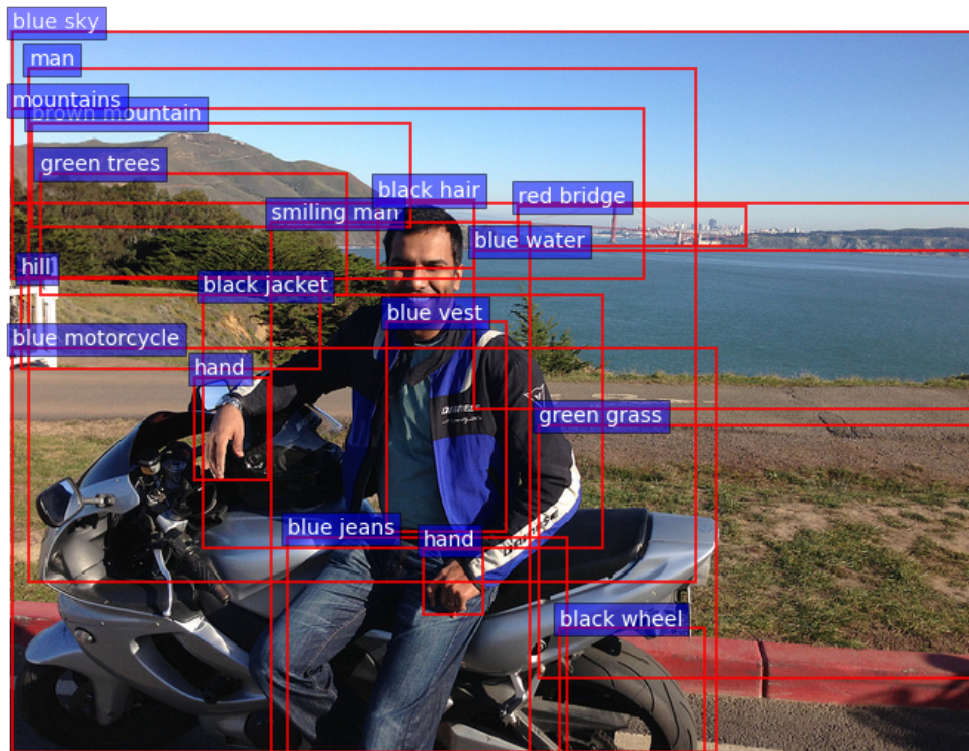 blue sky
man
mountains
brown mountain
green trees
black hair
red bridge
smiling man
blue water
hill
black jacket
blue vest
blue motorcycle
hand
green grass
blue jeans
hand
black wheel
DAINESE